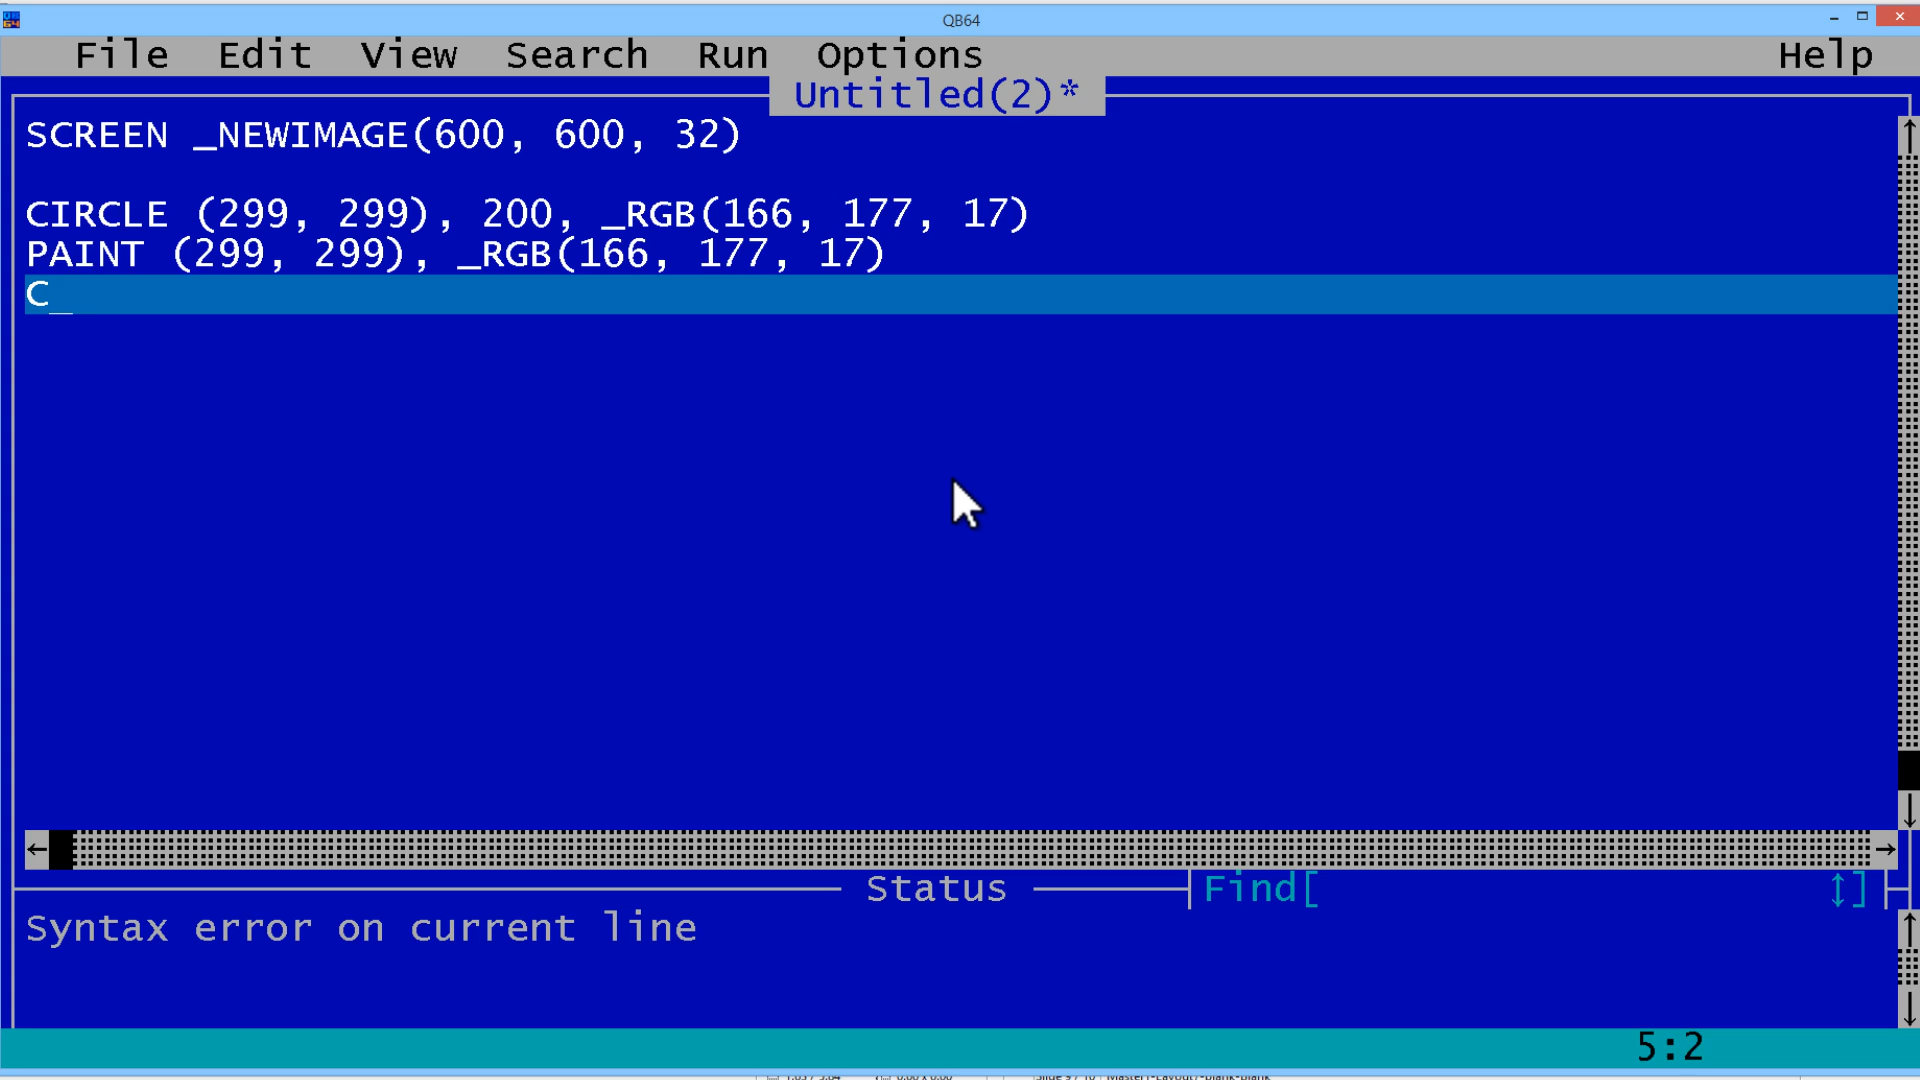 QB64
File Edit View Search Run Options Help
Untitled(2)*
SCREEN _NEWIMAGE(600, 600, 32)
CIRCLE (299, 299), 200, _RGB(166, 177, 17)
PAINT (299, 299), _RGB(166, 177, 17)
C_
Status Find[ ↕]
Syntax error on current line
5:2